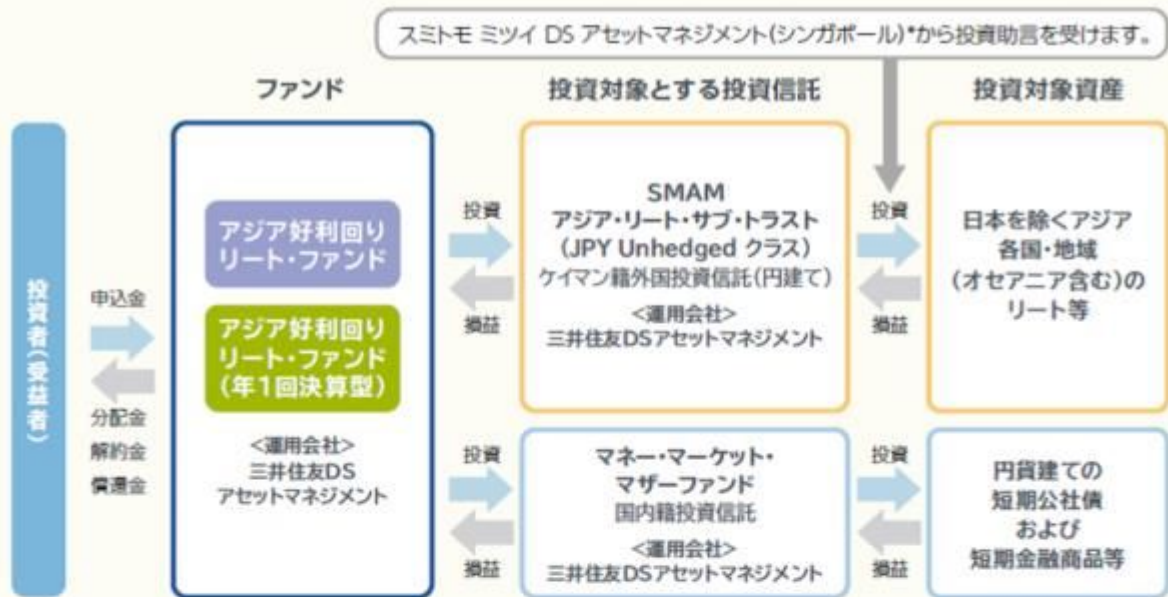 スミトモ ミツイ DS アセットマネジメント(シンガポール)*から投資助言を受けます。
ファンド
投資対象とする投資信託
投資対象資産
投資者(受益者)
申込金
分配金
解約金
償還金
アジア好利回り
リート・ファンド
アジア好利回り
リート・ファンド
(年1回決算型)
<運用会社>
三井住友DS
アセットマネジメント
投資
損益
SMAM
アジア・リート・サブ・トラスト
(JPY Unhedged クラス)
ケイマン籍外国投資信託(円建て)
<運用会社>
三井住友DSアセットマネジメント
投資
損益
日本を除くアジア
各国・地域
(オセアニア含む)の
リート等
投資
損益
マネー・マーケット・
マザーファンド
国内籍投資信託
<運用会社>
三井住友DSアセットマネジメント
投資
損益
円貨建ての
短期公社債
および
短期金融商品等